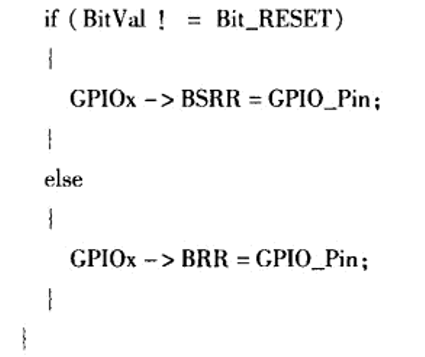 if ( BitVal ! = Bit_RESET)
{
GPIOx -> BSRR = GPIO_Pin;
}
else
{
GPIOx -> BRR = GPIO_Pin;
}
}